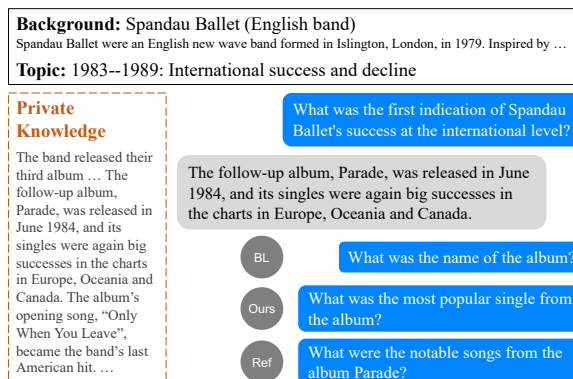 Background: Spandau Ballet (English band)
Spandau Ballet were an English new wave band formed in Islington, London, in 1979. Inspired by …
Topic: 1983--1989: International success and decline
Private
Knowledge
The band released their
third album … The
follow-up album,
Parade, was released in
June 1984, and its
singles were again big
successes in the charts
in Europe, Oceania and
Canada. The album's
opening song, “Only
When You Leave”,
became the band's last
American hit. …
What was the first indication of Spandau
Ballet's success at the international level?
The follow-up album, Parade, was released in June
1984, and its singles were again big successes in
the charts in Europe, Oceania and Canada.
BL
What was the name of the album?
Ours
What was the most popular single from
the album?
Ref
What were the notable songs from the
album Parade?